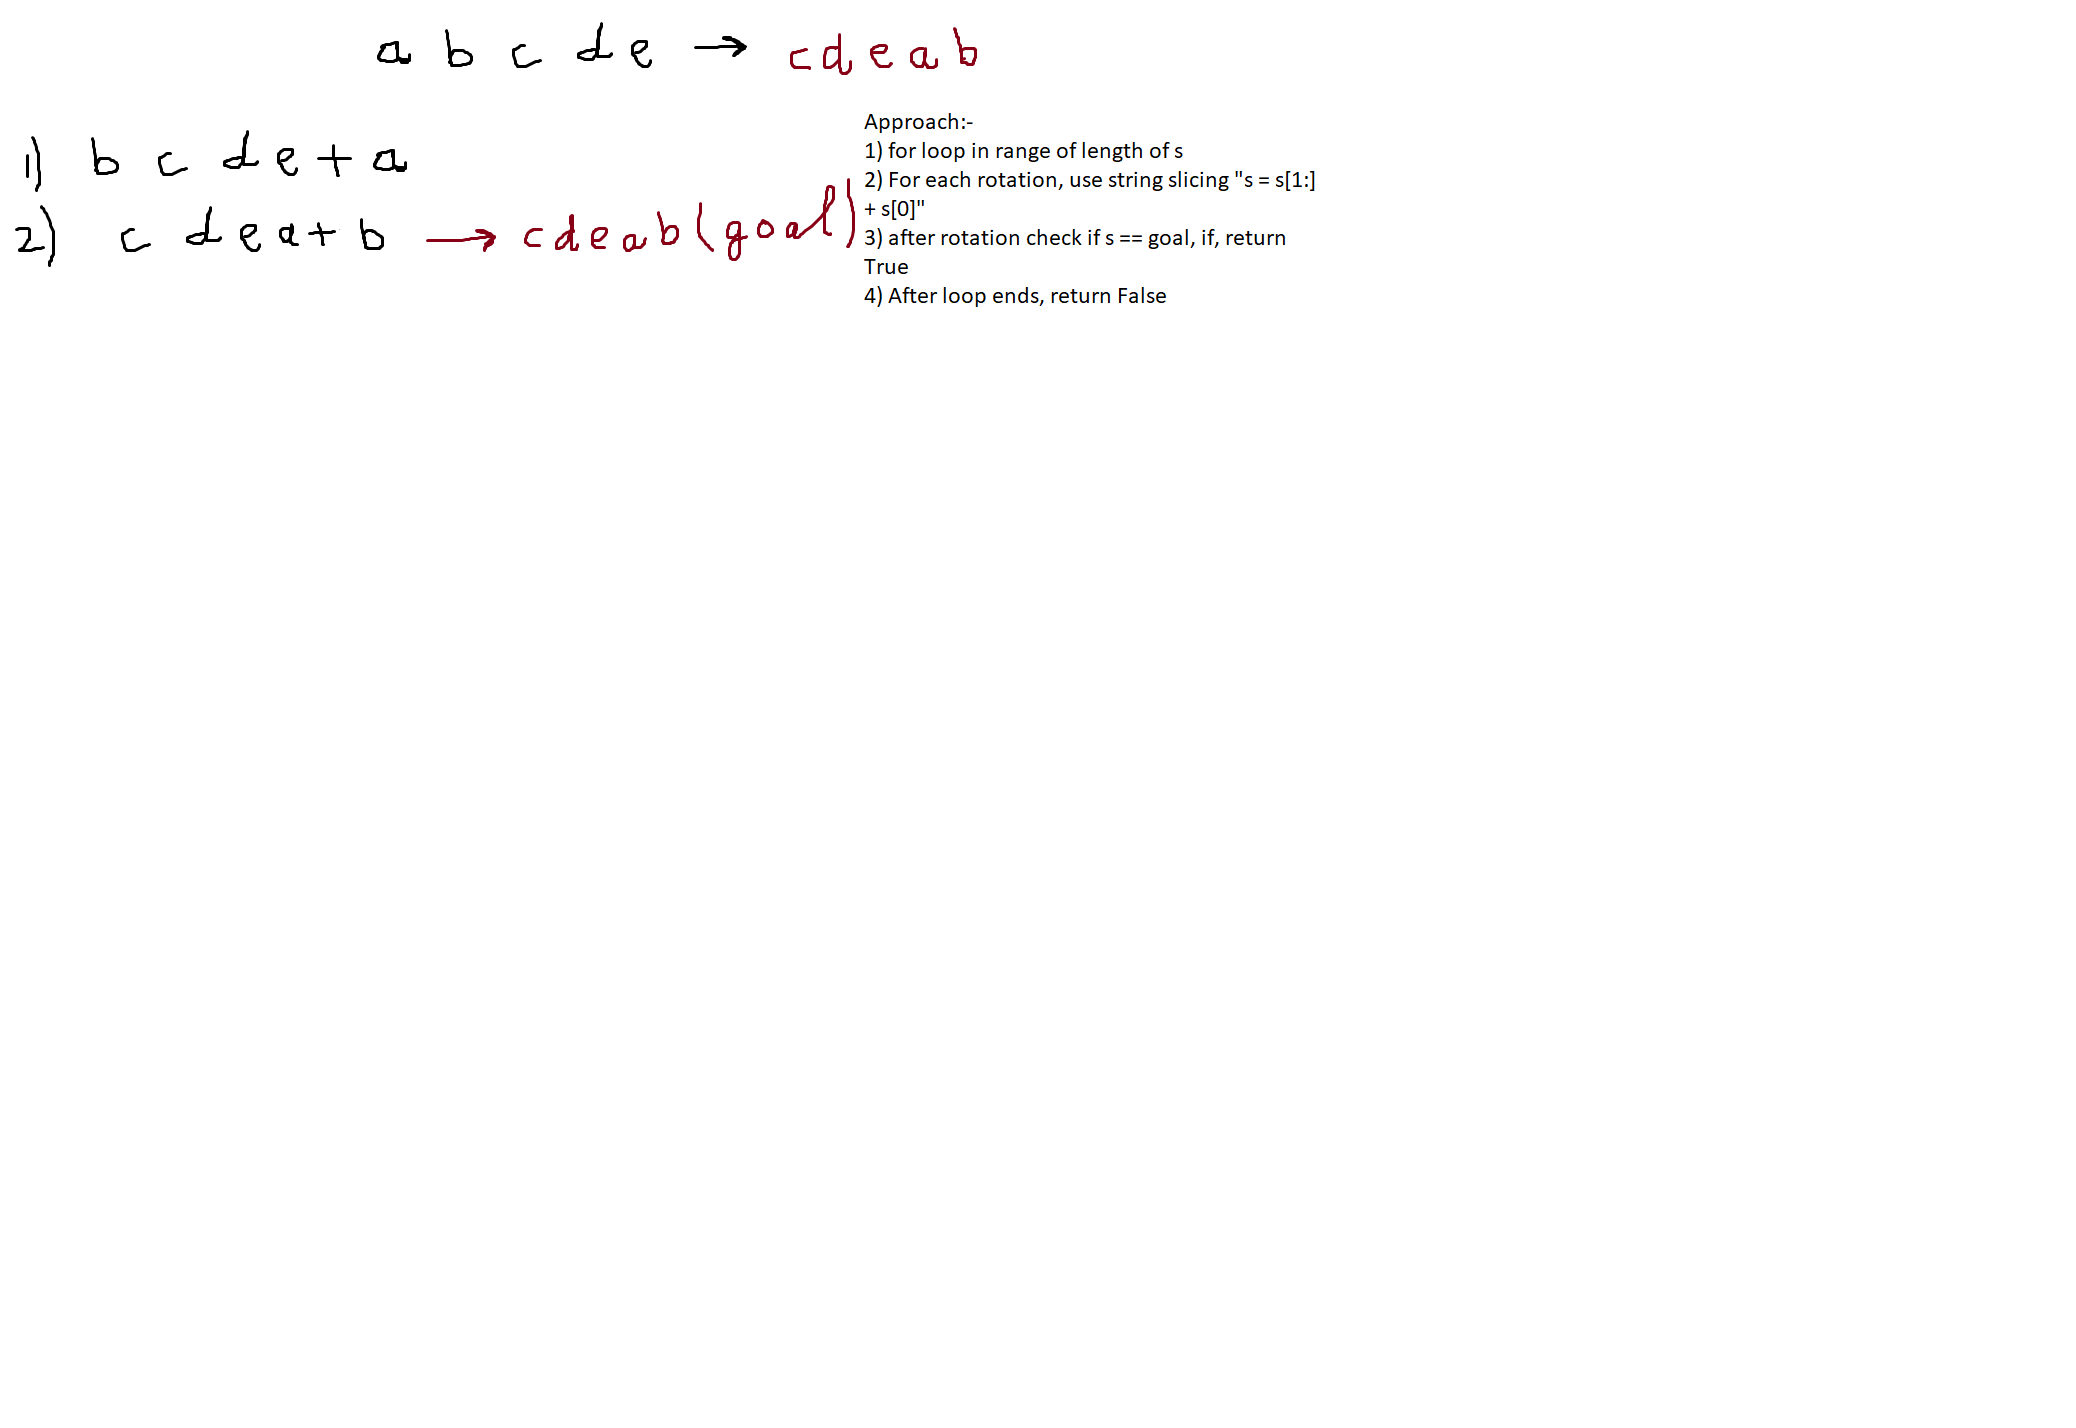 a b c d e → c d e a b
1) b c d e + a
2) c d e a + b → c d e a b (goal)
Approach:-
1) for loop in range of length of s
2) For each rotation, use string slicing "s = s[1:]
+ s[0]"
3) after rotation check if s == goal, if, return
True
4) After loop ends, return False